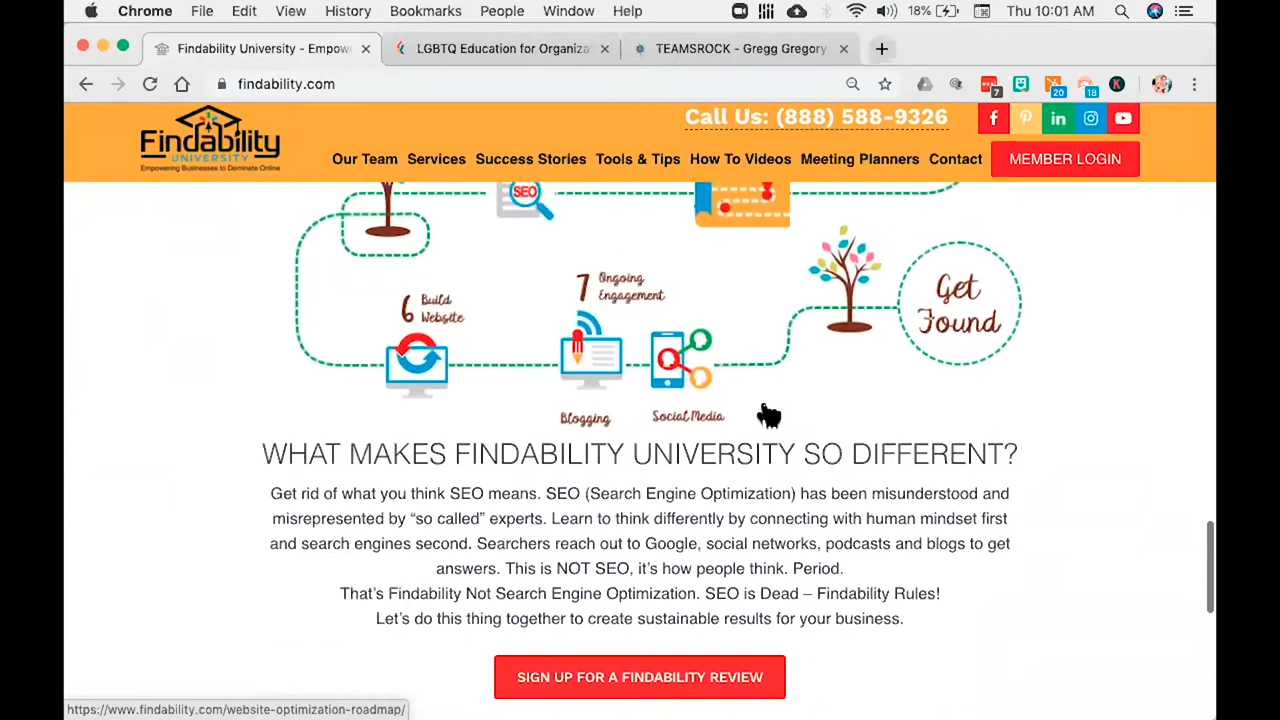 Chrome File Edit View History Bookmarks People Window Help 18% Thu 10:01 AM
Findability University - Empow LGBTQ Education for Organiza TEAMSROCK - Gregg Gregory
findability.com
7 20 18 K
Call Us: (888) 588-9326
Findability
UNIVERSITY
Empowering Businesses to Dominate Online
Our Team Services Success Stories Tools & Tips How To Videos Meeting Planners Contact MEMBER LOGIN
SEO
6 Build
Website
7 Ongoing
Engagement
Get
Found
Blogging Social Media
WHAT MAKES FINDABILITY UNIVERSITY SO DIFFERENT?
Get rid of what you think SEO means. SEO (Search Engine Optimization) has been misunderstood and
misrepresented by “so called” experts. Learn to think differently by connecting with human mindset first
and search engines second. Searchers reach out to Google, social networks, podcasts and blogs to get
answers. This is NOT SEO, it’s how people think. Period.
That’s Findability Not Search Engine Optimization. SEO is Dead – Findability Rules!
Let’s do this thing together to create sustainable results for your business.
SIGN UP FOR A FINDABILITY REVIEW
https://www.findability.com/website-optimization-roadmap/